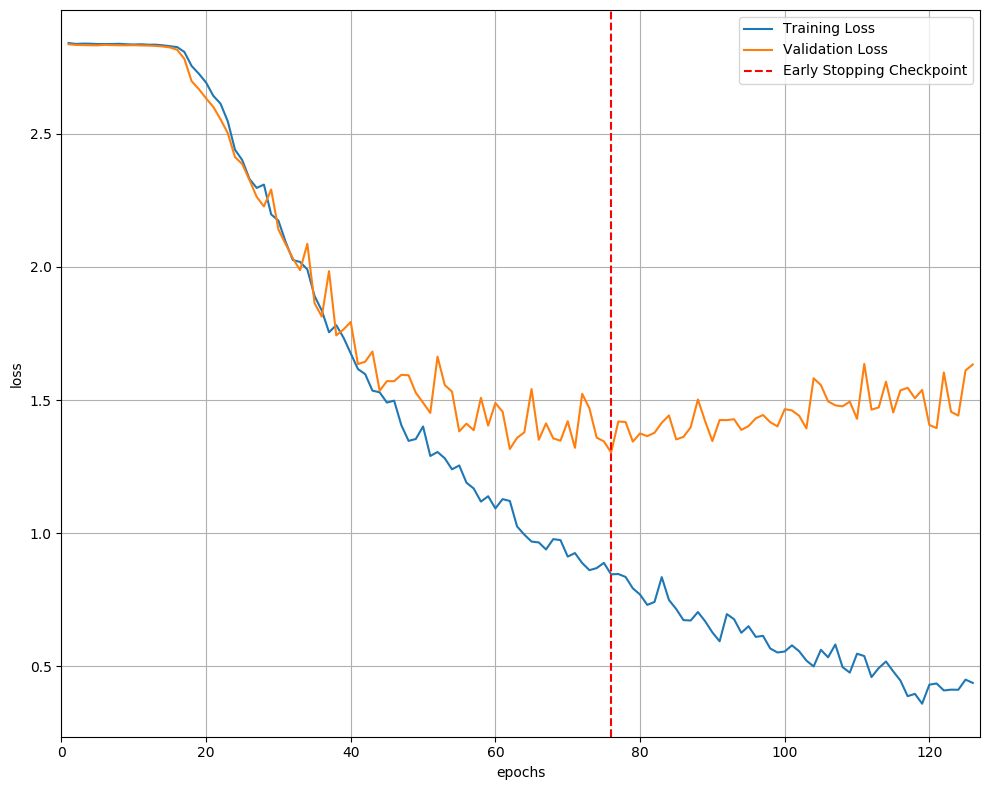 Training Loss
Validation Loss
Early Stopping Checkpoint
loss
2.5
2.0
1.5
1.0
0.5
0 20 40 60 80 100 120
epochs